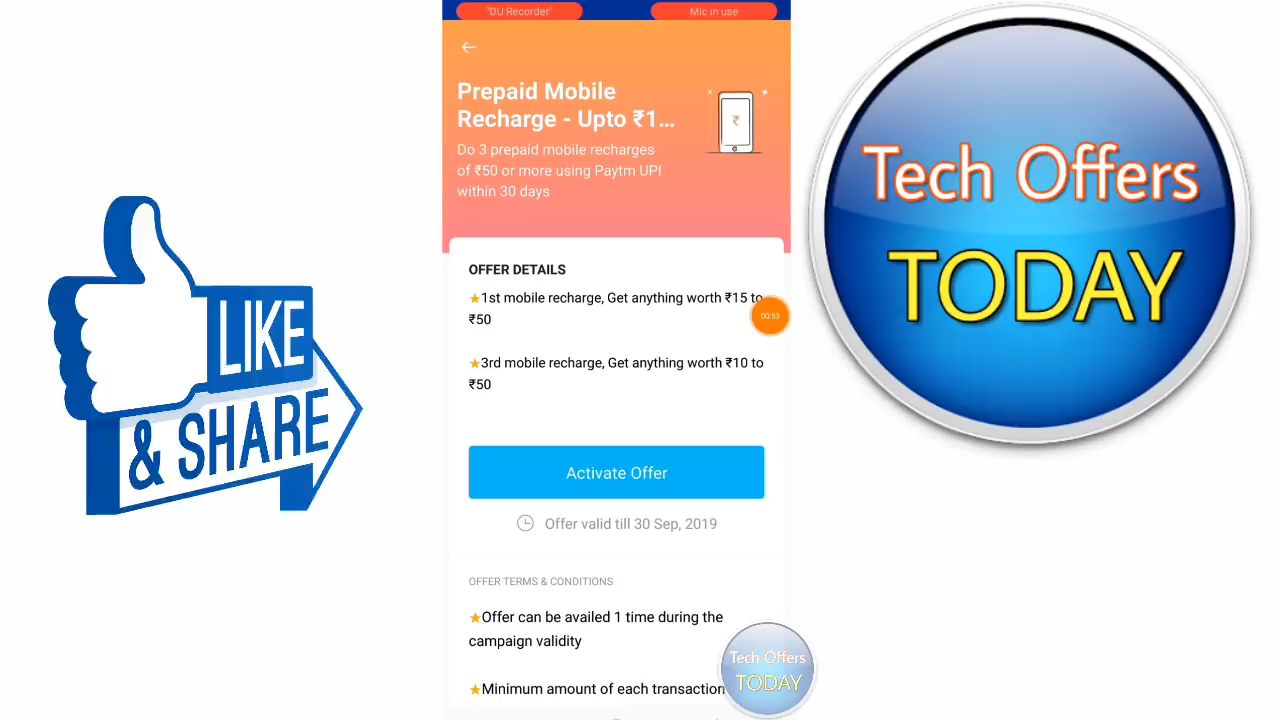 "DU Recorder"
Mic in use
Prepaid Mobile
Recharge - Upto ₹1...
Do 3 prepaid mobile recharges
of ₹50 or more using Paytm UPI
within 30 days
OFFER DETAILS
★1st mobile recharge, Get anything worth ₹15 to
₹50
00:53
★3rd mobile recharge, Get anything worth ₹10 to
₹50
Activate Offer
Offer valid till 30 Sep, 2019
OFFER TERMS & CONDITIONS
★Offer can be availed 1 time during the
campaign validity
★Minimum amount of each transaction
LIKE
& SHARE
Tech Offers
TODAY
Tech Offers
TODAY